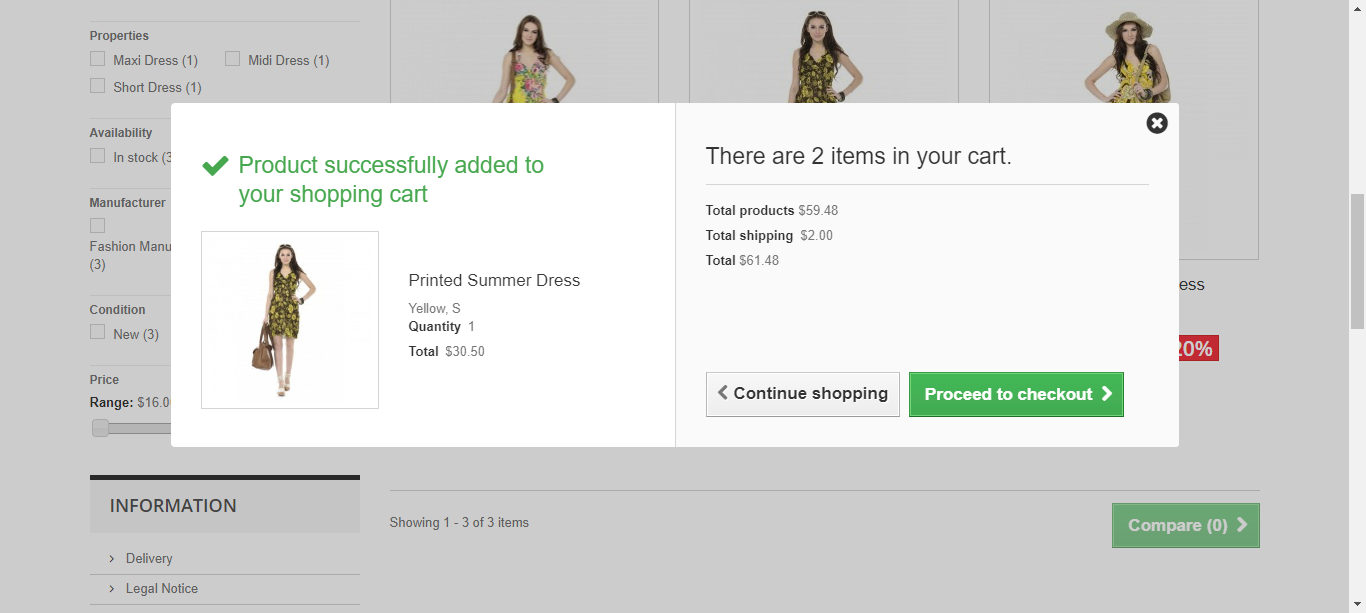 Properties
Maxi Dress (1) Midi Dress (1)
Short Dress (1)
Availability
In stock (3
Manufacturer
Fashion Manu
(3)
Condition
New (3)
Price
Range: $16.0
INFORMATION
Delivery
Legal Notice
Product successfully added to
your shopping cart
Printed Summer Dress
Yellow, S
Quantity 1
Total $30.50
There are 2 items in your cart.
Total products $59.48
Total shipping $2.00
Total $61.48
Continue shopping
Proceed to checkout
ess
20%
Showing 1 - 3 of 3 items
Compare (0)